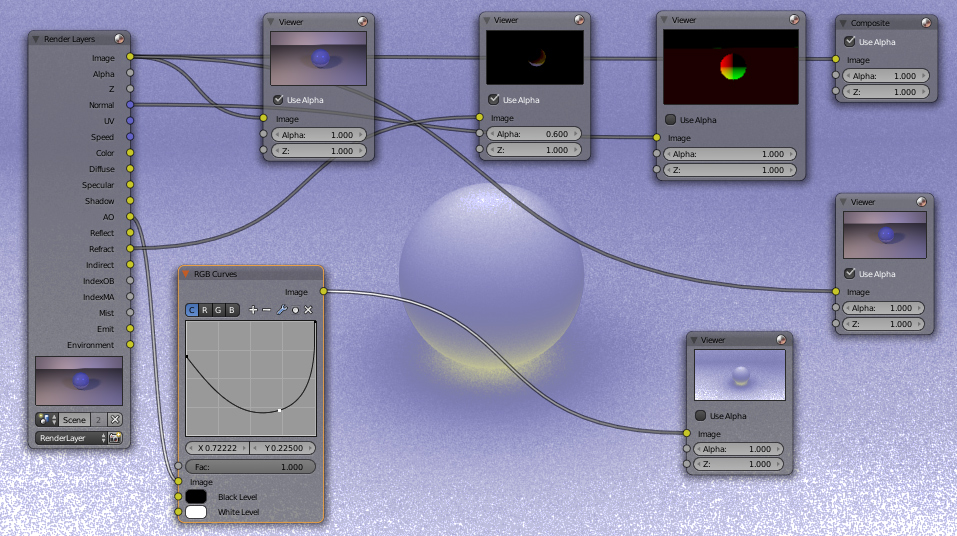 Render Layers
Image
Alpha
Z
Normal
UV
Speed
Color
Diffuse
Specular
Shadow
AO
Reflect
Refract
Indirect
IndexOB
IndexMA
Mist
Emit
Environment
Scene 2
RenderLayer
Viewer
Use Alpha
Image
Alpha: 1.000
Z: 1.000
Viewer
Use Alpha
Image
Alpha: 0.600
Z: 1.000
Viewer
Use Alpha
Image
Alpha: 1.000
Z: 1.000
Composite
Use Alpha
Image
Alpha: 1.000
Z: 1.000
Viewer
Use Alpha
Image
Alpha: 1.000
Z: 1.000
RGB Curves
Image
C R G B
X 0.72222 Y 0.22500
Fac: 1.000
Image
Black Level
White Level
Viewer
Use Alpha
Image
Alpha: 1.000
Z: 1.000